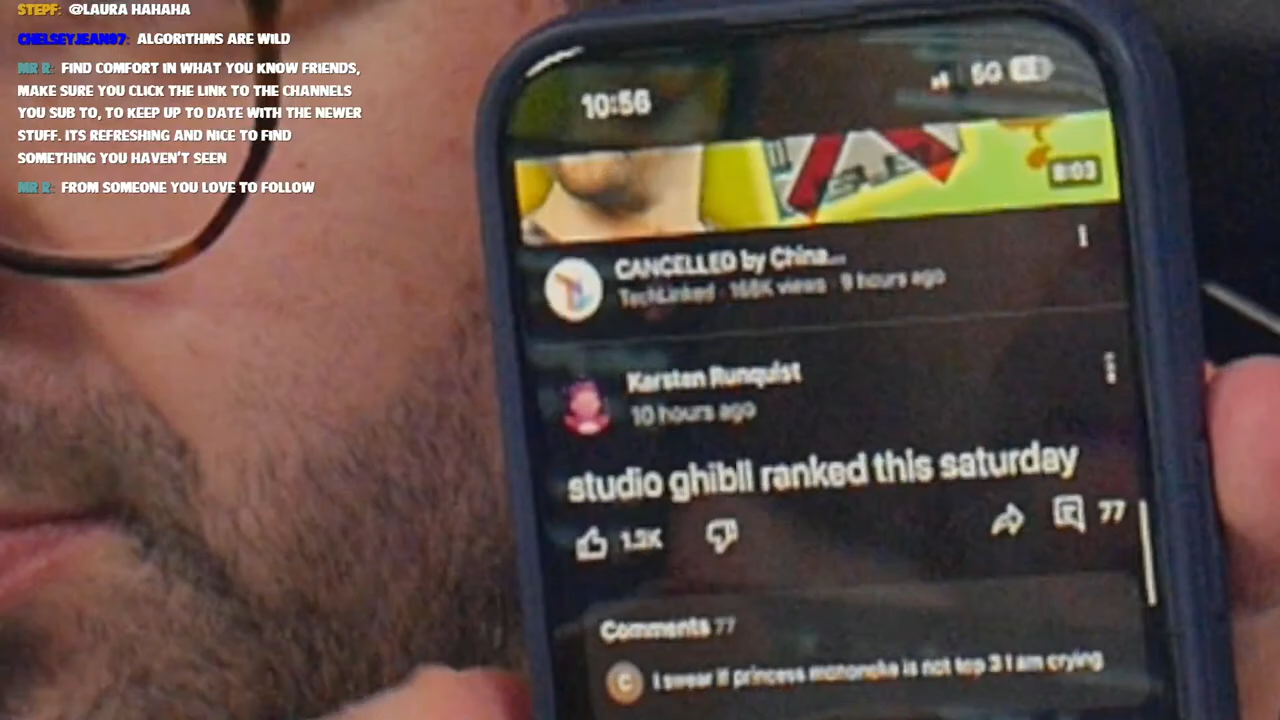 STEPF: @LAURA HAHAHA
CHELSEYJEAN97: ALGORITHMS ARE WILD
MR R: FIND COMFORT IN WHAT YOU KNOW FRIENDS,
MAKE SURE YOU CLICK THE LINK TO THE CHANNELS
YOU SUB TO, TO KEEP UP TO DATE WITH THE NEWER
STUFF. ITS REFRESHING AND NICE TO FIND
SOMETHING YOU HAVEN'T SEEN
MR R: FROM SOMEONE YOU LOVE TO FOLLOW
10:56
5G
8:03
CANCELLED by China...
TechLinked · 168K views · 9 hours ago
Karsten Runquist
10 hours ago
studio ghibli ranked this saturday
1.3K
77
Comments 77
C I swear if princess mononoke is not top 3 I am crying